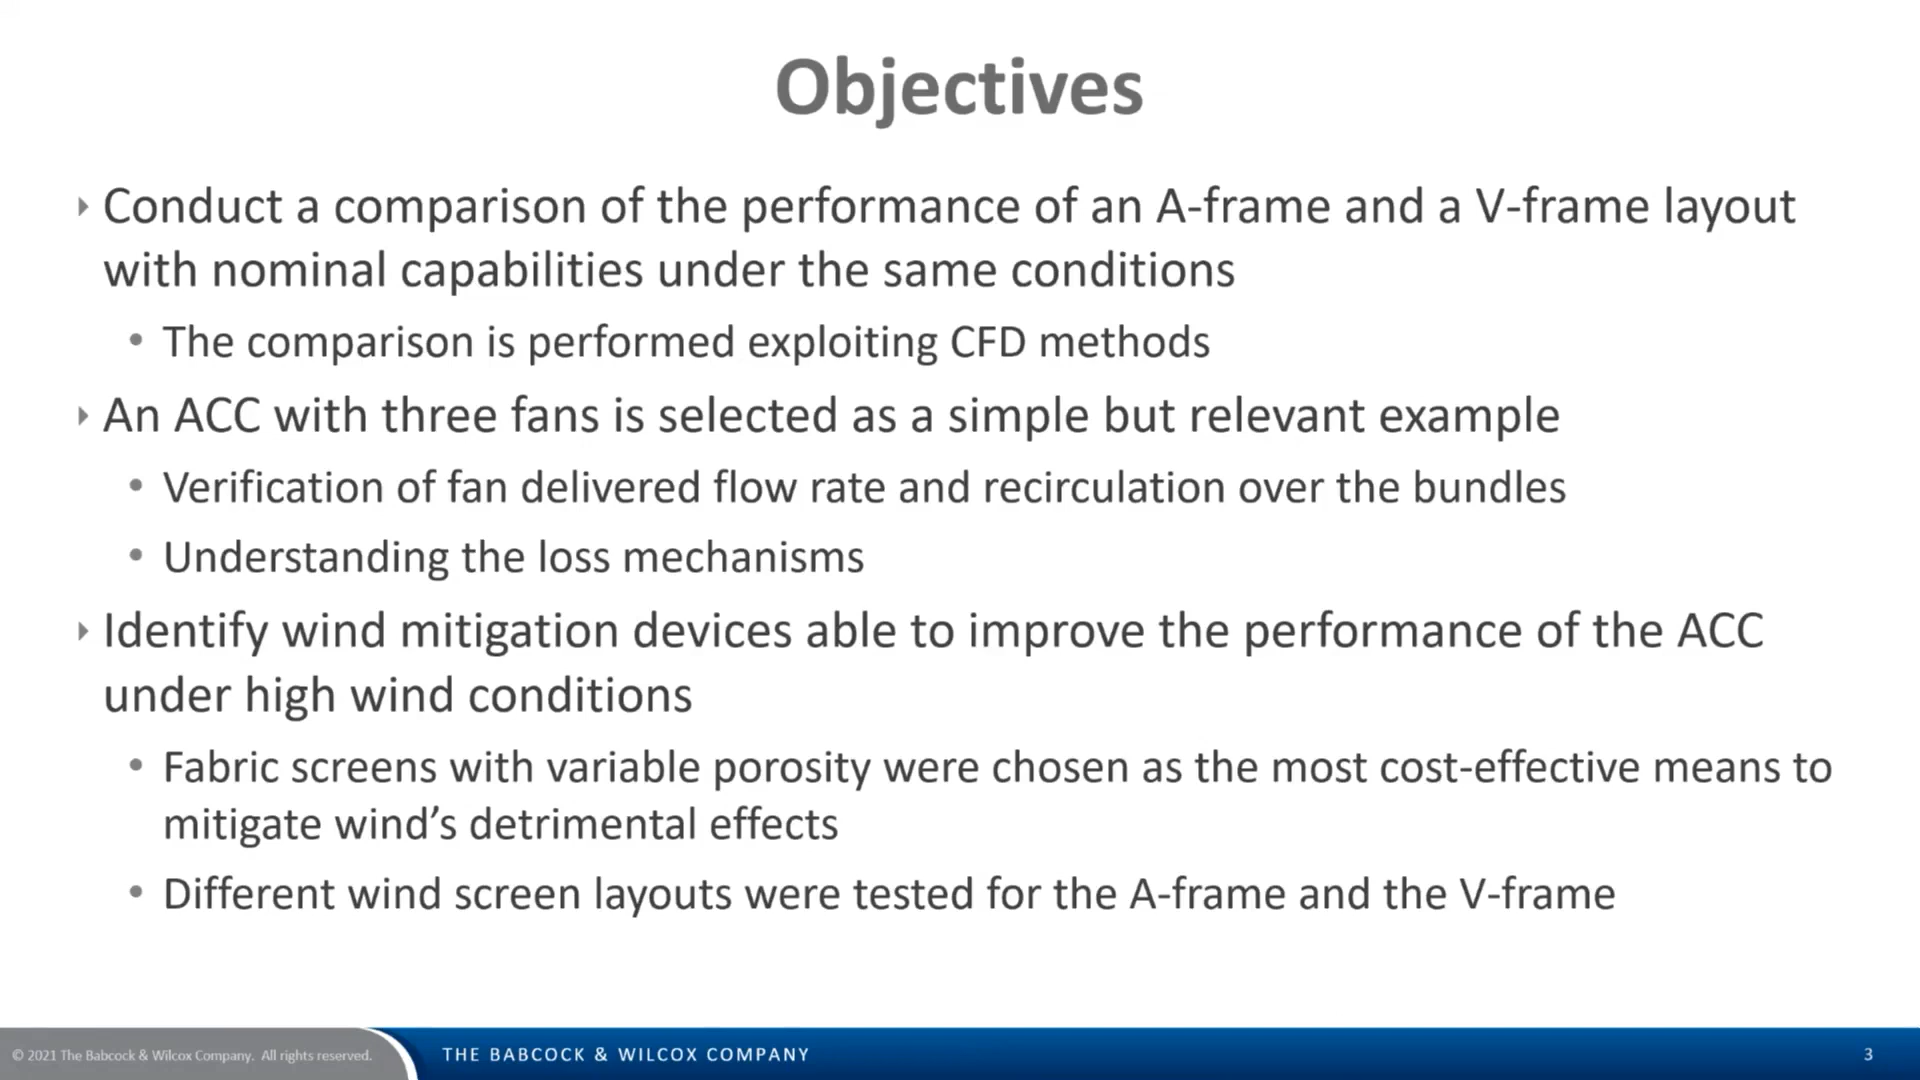 Objectives
Conduct a comparison of the performance of an A-frame and a V-frame layout
with nominal capabilities under the same conditions
• The comparison is performed exploiting CFD methods
An ACC with three fans is selected as a simple but relevant example
• Verification of fan delivered flow rate and recirculation over the bundles
• Understanding the loss mechanisms
Identify wind mitigation devices able to improve the performance of the ACC
under high wind conditions
• Fabric screens with variable porosity were chosen as the most cost-effective means to
mitigate wind’s detrimental effects
• Different wind screen layouts were tested for the A-frame and the V-frame
© 2021 The Babcock & Wilcox Company. All rights reserved.
THE BABCOCK & WILCOX COMPANY
3